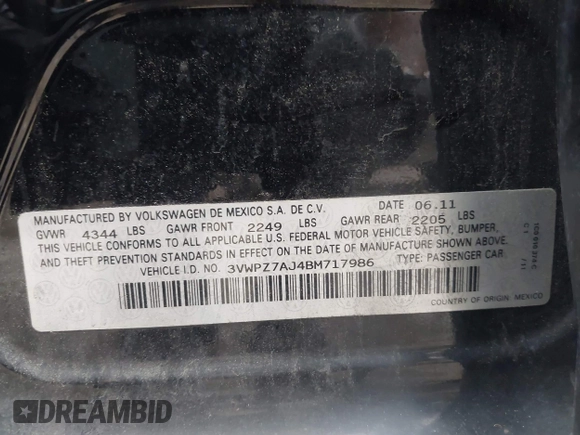 MANUFACTURED BY VOLKSWAGEN DE MEXICO S.A. DE C.V. DATE 06.11
GVWR 4344 LBS GAWR FRONT 2249 LBS GAWR REAR 2205 LBS
THIS VEHICLE CONFORMS TO ALL APPLICABLE U.S. FEDERAL MOTOR VEHICLE SAFETY, BUMPER,
AND THEFT PREVENTION STANDARDS IN EFFECT ON THE DATE OF MANUFACTURE SHOWN ABOVE.
VEHICLE I.D. NO. 3VWPZ7AJ4BM717986 TYPE: PASSENGER CAR
COUNTRY OF ORIGIN MEXICO
DREAMBID